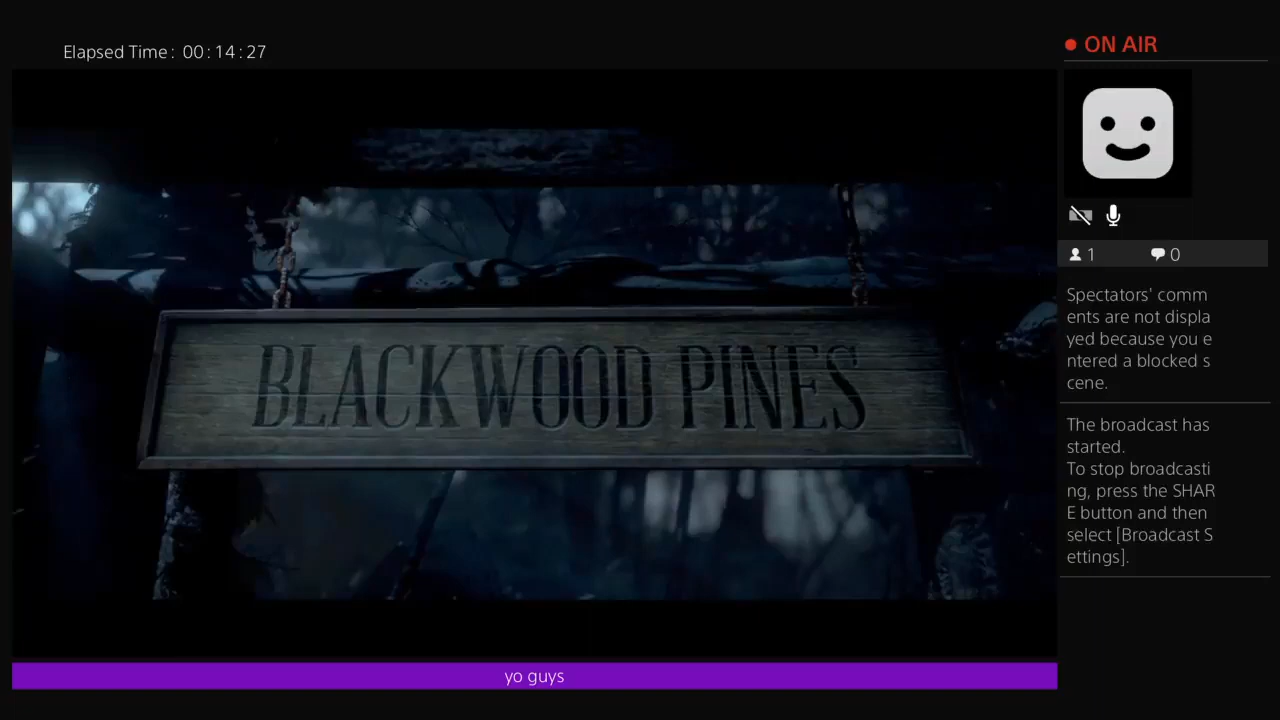 Elapsed Time: 00:14:27
ON AIR
1
0
Spectators' comm
ents are not displa
yed because you e
ntered a blocked s
cene.
The broadcast has
started.
To stop broadcasti
ng, press the SHAR
E button and then
select [Broadcast S
ettings].
BLACKWOOD PINES
yo guys